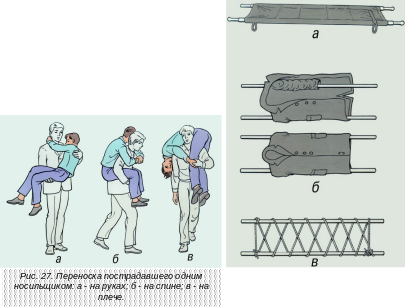 а
б
в
Рис. 27. Переноска пострадавшего одним
носильщиком: а - на руках; б - на спине; в - на
плече.
а
б
в